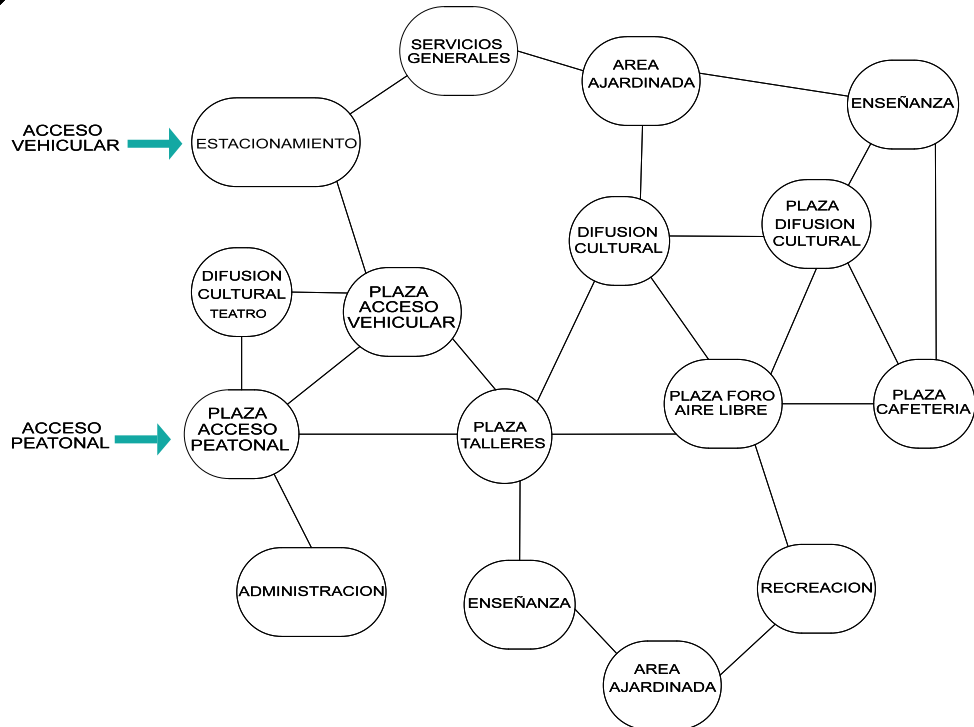 SERVICIOS
GENERALES
AREA
AJARDINADA
ENSEÑANZA
ACCESO
VEHICULAR
ESTACIONAMIENTO
DIFUSION
CULTURAL
PLAZA
DIFUSION
CULTURAL
DIFUSION
CULTURAL
TEATRO
PLAZA
ACCESO
VEHICULAR
ACCESO
PEATONAL
PLAZA
ACCESO
PEATONAL
PLAZA
TALLERES
PLAZA FORO
AIRE LIBRE
PLAZA
CAFETERIA
ADMINISTRACION
ENSEÑANZA
RECREACION
AREA
AJARDINADA